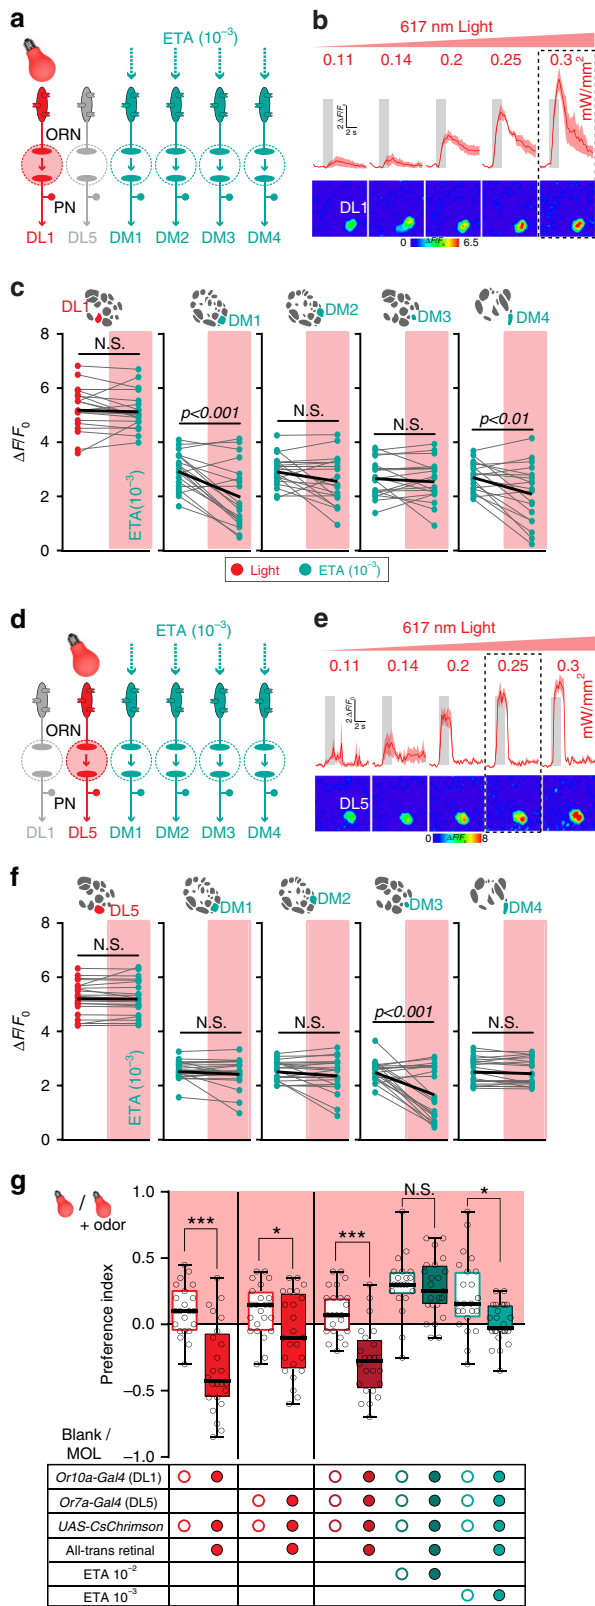 a
ETA (10⁻³)
ORN
PN
DL1 DL5 DM1 DM2 DM3 DM4
b
617 nm Light
0.11 0.14 0.2 0.25 0.3
mW/mm²
2 ΔF/F₀
2 s
DL1
0 ΔF/F₀ 6.5
c
DL1 DM1 DM2 DM3 DM4
N.S. p<0.001 N.S. N.S. p<0.01
8
6
4
2
0
ΔF/F₀
ETA(10⁻³)
Light ETA (10⁻³)
d
ETA (10⁻³)
ORN
PN
DL1 DL5 DM1 DM2 DM3 DM4
e
617 nm Light
0.11 0.14 0.2 0.25 0.3
mW/mm²
2 ΔF/F₀
2 s
DL5
0 ΔF/F₀ 8
f
DL5 DM1 DM2 DM3 DM4
N.S. N.S. N.S. p<0.001 N.S.
8
6
4
2
0
ΔF/F₀
ETA (10⁻³)
g
/
+ odor
1.0
0.5
0.0
−0.5
−1.0
Preference index
*** * *** N.S. *
Blank /
MOL
Or10a-Gal4 (DL1)
Or7a-Gal4 (DL5)
UAS-CsChrimson
All-trans retinal
ETA 10⁻²
ETA 10⁻³